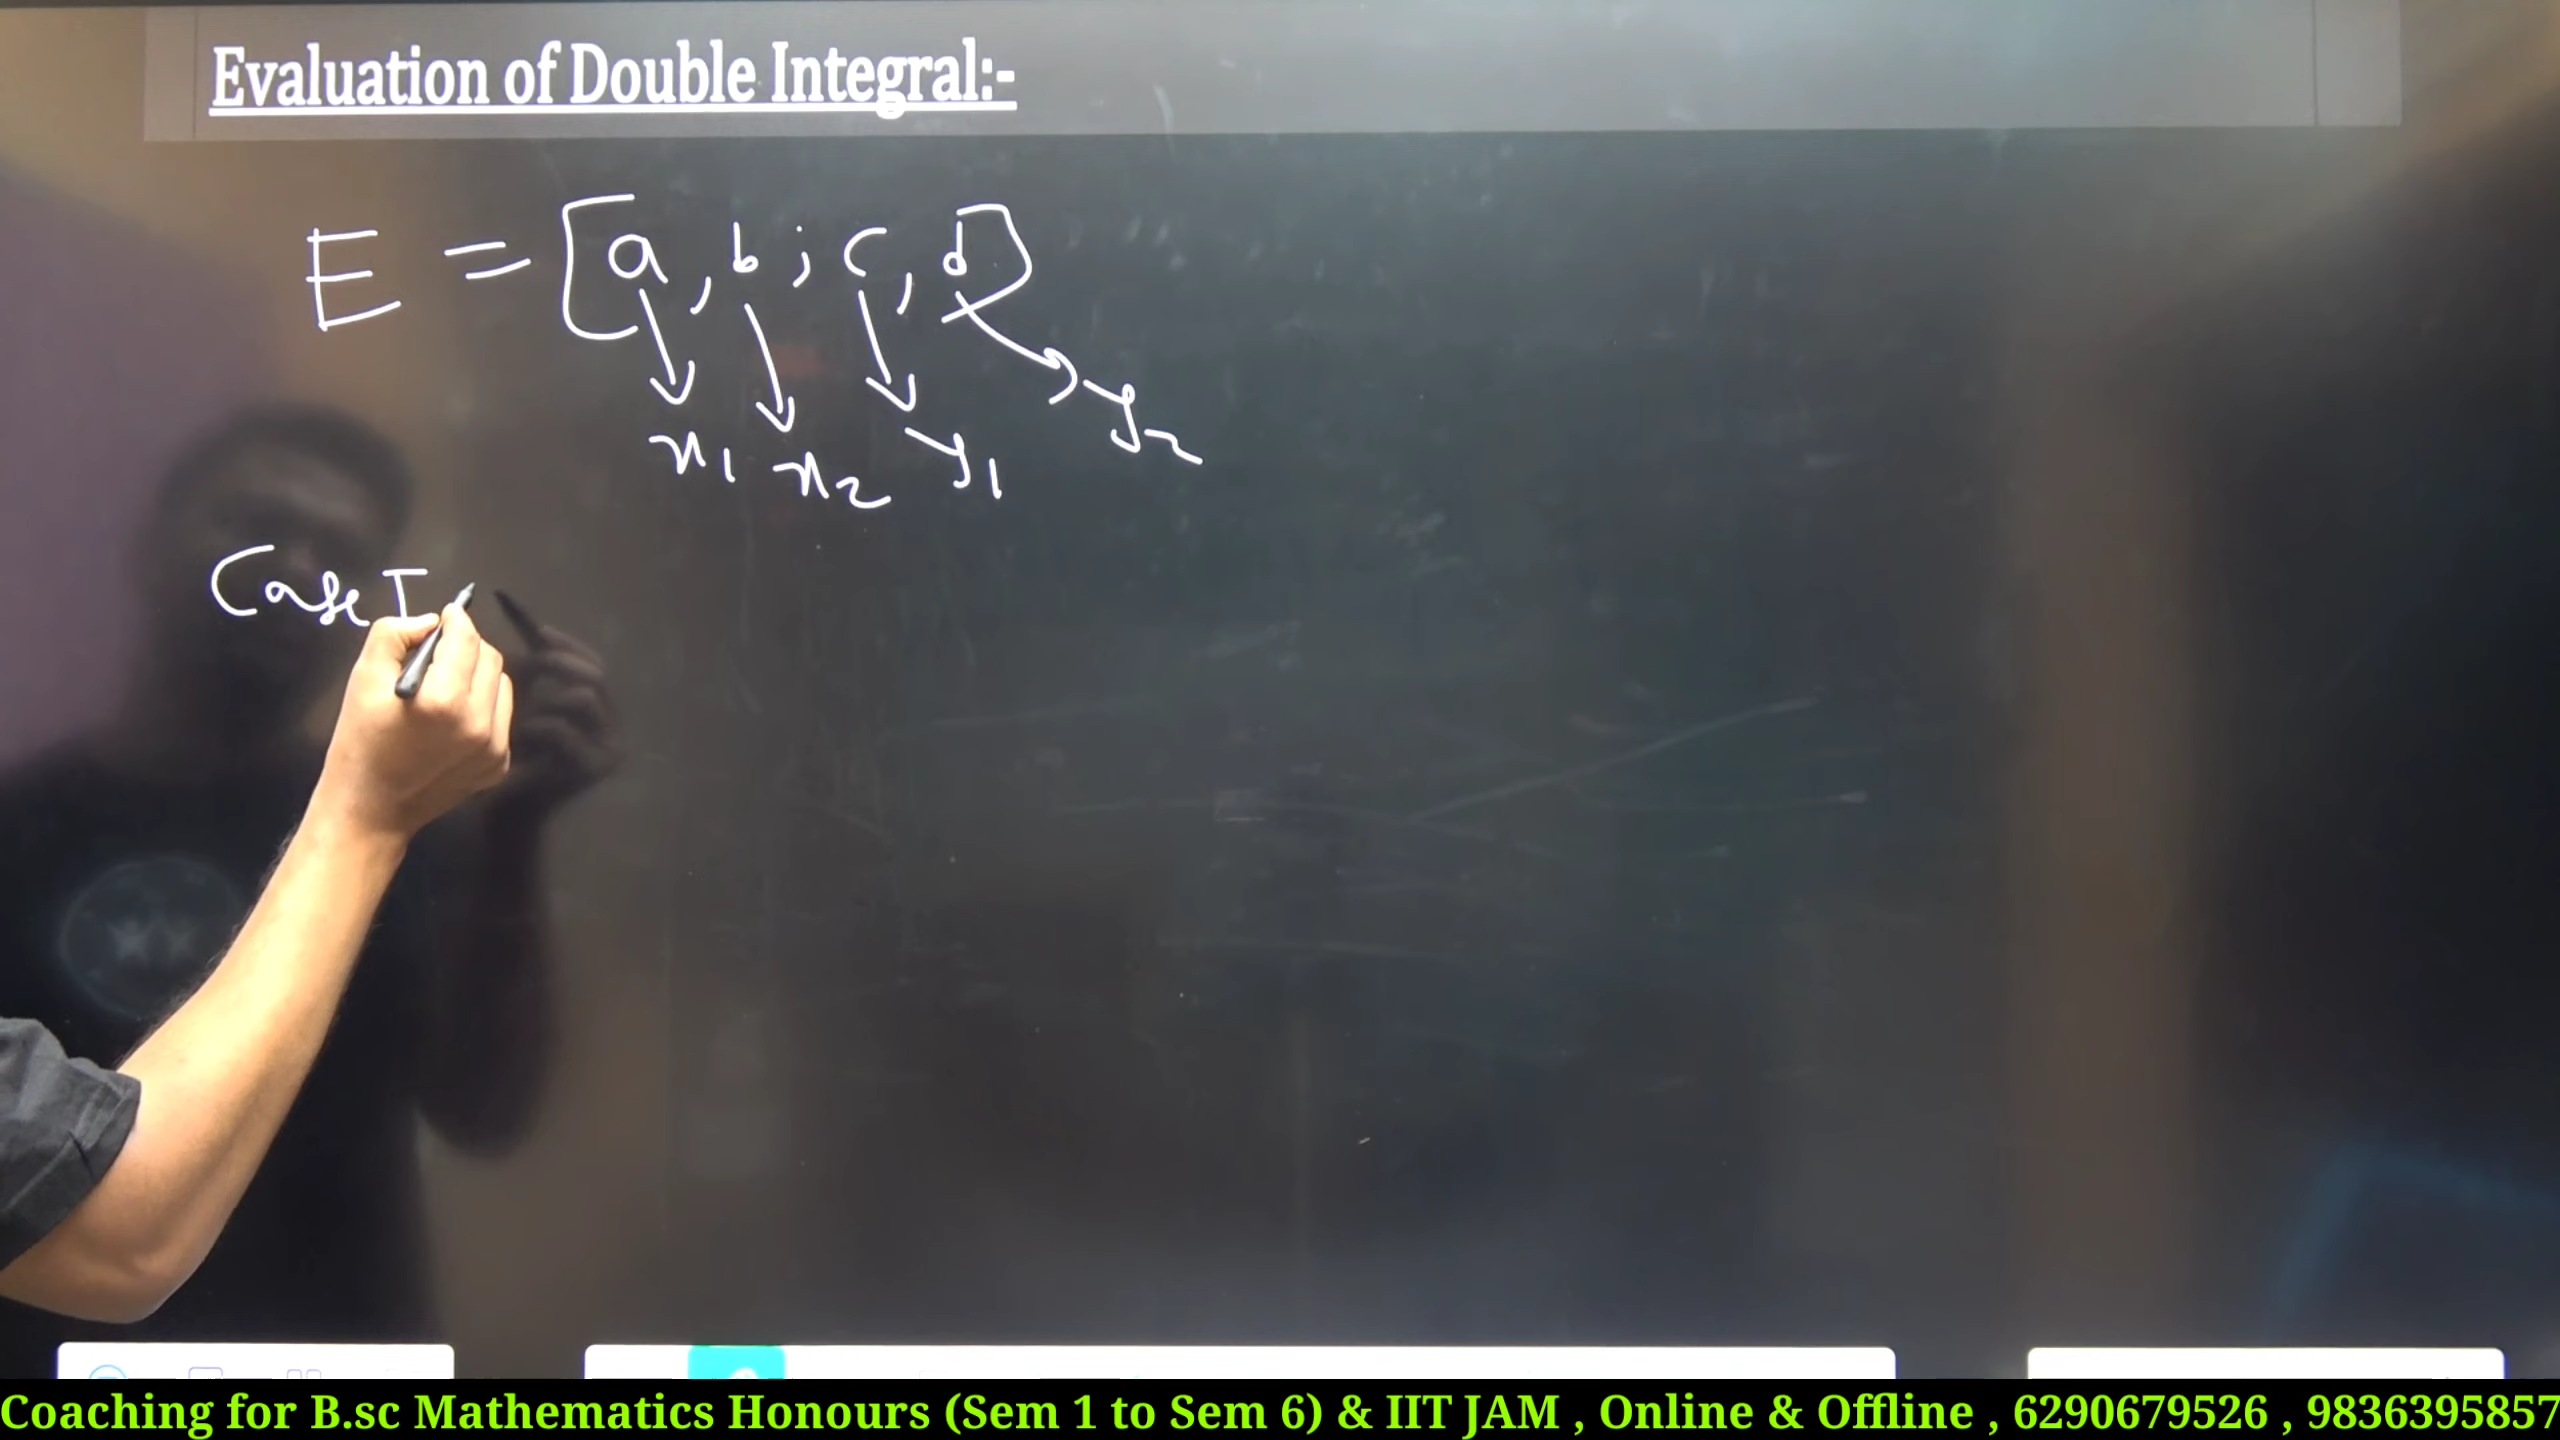 Evaluation of Double Integral:-
E = [a, b; c, d]
x1 x2 y1 y2
Case I
Coaching for B.sc Mathematics Honours (Sem 1 to Sem 6) & IIT JAM , Online & Offline , 6290679526 , 9836395857